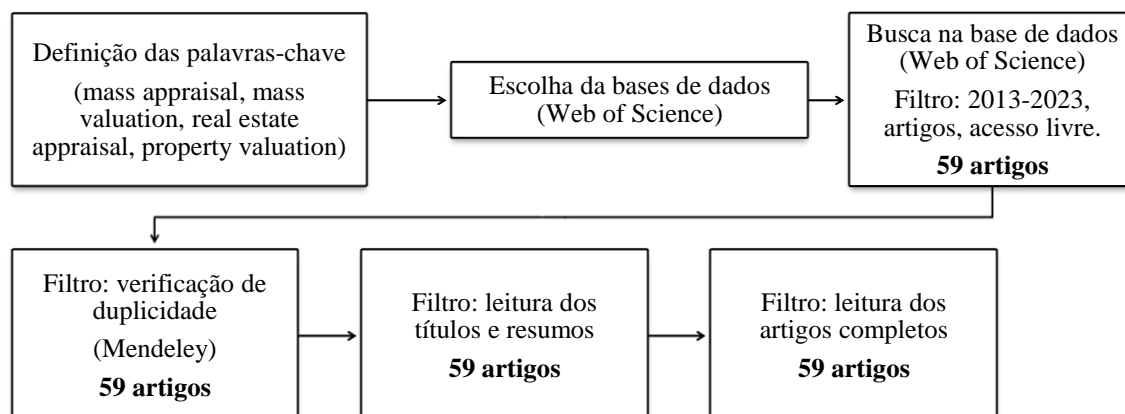 Definição das palavras-chave
(mass appraisal, mass
valuation, real estate
appraisal, property valuation)
Escolha da bases de dados
(Web of Science)
Busca na base de dados
(Web of Science)
Filtro: 2013-2023,
artigos, acesso livre.
59 artigos
Filtro: verificação de
duplicidade
(Mendeley)
59 artigos
Filtro: leitura dos
títulos e resumos
59 artigos
Filtro: leitura dos
artigos completos
59 artigos